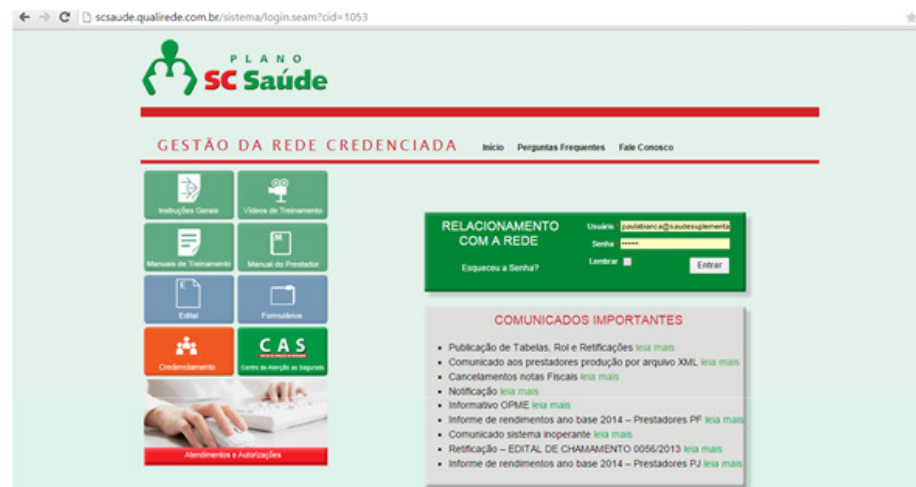 scsaude.qualirede.com.br/sistema/login.seam?cid=1053
PLANO
SC Saúde
GESTÃO DA REDE CREDENCIADA
Início Perguntas Frequentes Fale Conosco
Instruções Gerais Vídeos de Treinamento
Manuais de Treinamento Manual do Prestador
M
E
Edital Formulários
CAS
Credenciamento Centro de Atenção ao Segurado
Atendimentos e Autorizações
RELACIONAMENTO
COM A REDE
Esqueceu a Senha?
Usuário paulabianca@saudesuplementa
Senha •••••
Lembrar
Entrar
COMUNICADOS IMPORTANTES
Publicação de Tabelas, Rol e Retificações leia mais
Comunicado aos prestadores produção por arquivo XML leia mais
Cancelamentos notas Fiscais leia mais
Notificação leia mais
Informativo OPME leia mais
Informe de rendimentos ano base 2014 – Prestadores PF leia mais
Comunicado sistema inoperante leia mais
Retificação – EDITAL DE CHAMAMENTO 0056/2013 leia mais
Informe de rendimentos ano base 2014 – Prestadores PJ leia mais